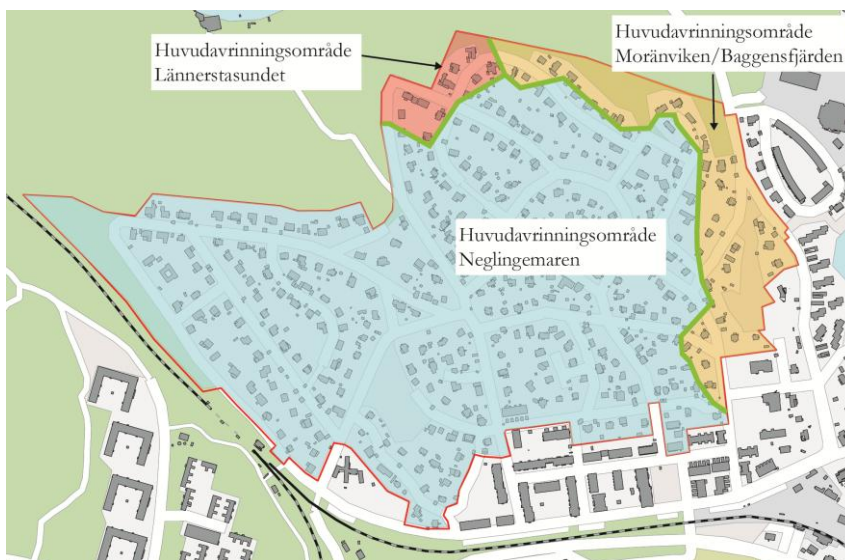 Huvudavrinningsområde
Lännerstasundet
Huvudavrinningsområde
Moränviken/Baggensfjärden
Huvudavrinningsområde
Neglingemaren